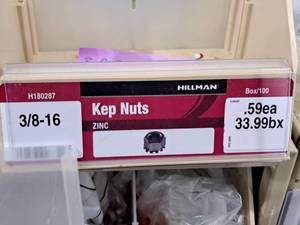 HILLMAN
H180287
Box/100
Kep Nuts
3/8-16
.59ea
ZINC
33.99bx